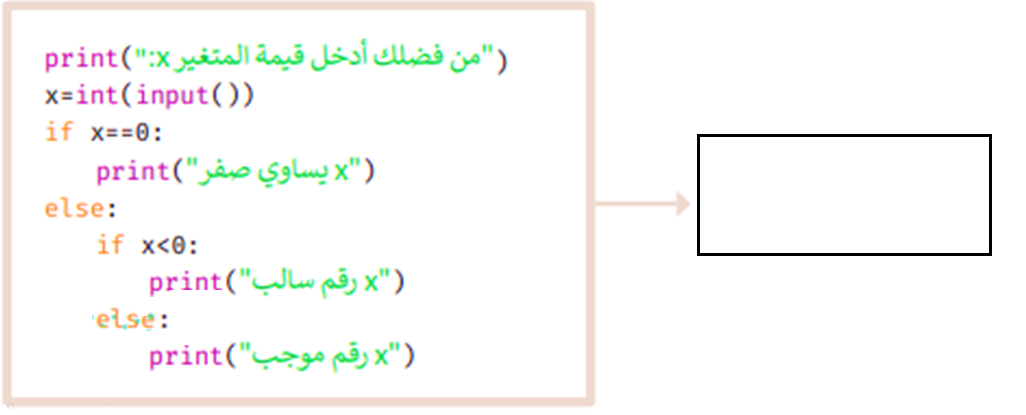 print("من فضلك أدخل قيمة المتغير x:")
x=int(input())
if x==0:
print("x يساوي صفر")
else:
if x<0:
print("x رقم سالب")
else:
print("x رقم موجب")